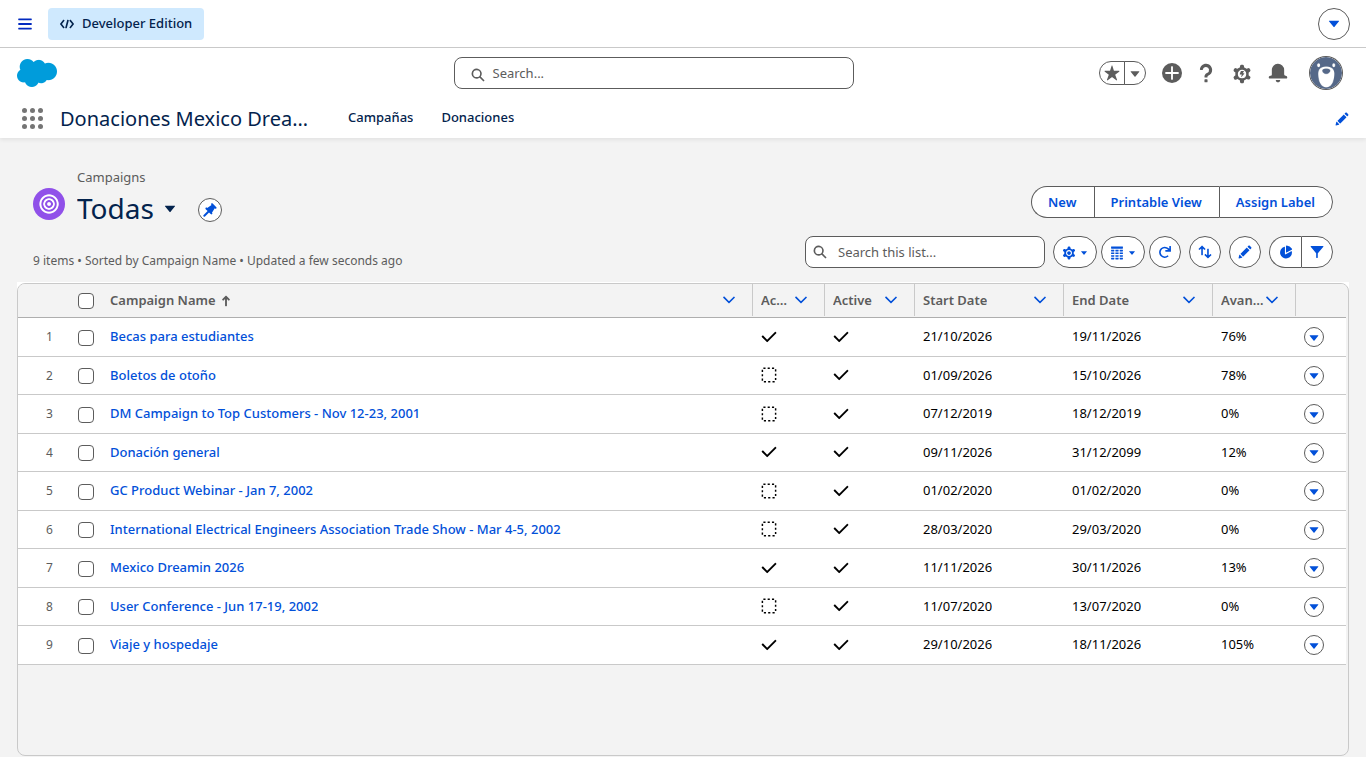 Developer Edition
Search...
Donaciones Mexico Drea...
Campañas
Donaciones
Campaigns
Todas
New
Printable View
Assign Label
9 items • Sorted by Campaign Name • Updated a few seconds ago
Search this list...
Campaign Name Ac... Active Start Date End Date Avan...
1 Becas para estudiantes 21/10/2026 19/11/2026 76%
2 Boletos de otoño 01/09/2026 15/10/2026 78%
3 DM Campaign to Top Customers - Nov 12-23, 2001 07/12/2019 18/12/2019 0%
4 Donación general 09/11/2026 31/12/2099 12%
5 GC Product Webinar - Jan 7, 2002 01/02/2020 01/02/2020 0%
6 International Electrical Engineers Association Trade Show - Mar 4-5, 2002 28/03/2020 29/03/2020 0%
7 Mexico Dreamin 2026 11/11/2026 30/11/2026 13%
8 User Conference - Jun 17-19, 2002 11/07/2020 13/07/2020 0%
9 Viaje y hospedaje 29/10/2026 18/11/2026 105%